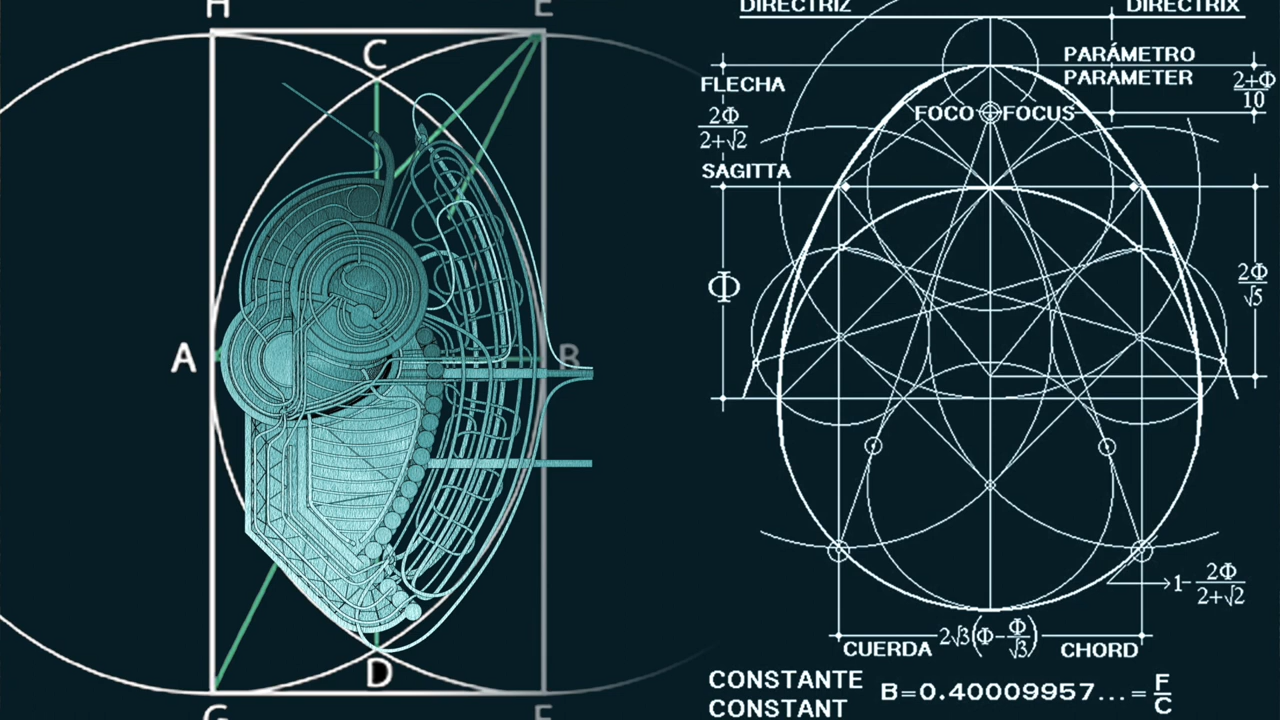 H
E
C
A
B
D
G
F
DIRECTRIZ
DIRECTRIX
PARÁMETRO
PARAMETER
2+Φ
10
FLECHA
2Φ
2+√2
SAGITTA
FOCO
FOCUS
Φ
2Φ
√5
1- 2Φ
2+√2
CUERDA 2√3(Φ-Φ/√3) CHORD
CONSTANTE
CONSTANT
B=0.40009957...=F/C